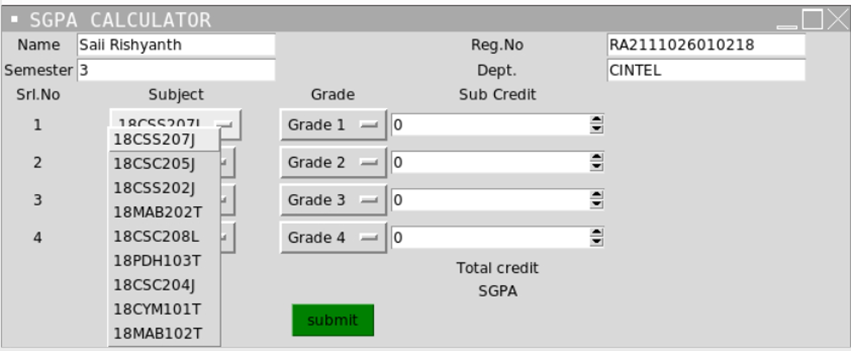 SGPA CALCULATOR
Name Saii Rishyanth Reg.No RA2111026010218
Semester 3 Dept. CINTEL
Srl.No Subject Grade Sub Credit
1 18CSS207J Grade 1 0
18CSS207J
2 18CSC205J Grade 2 0
18CSS202J
3 18MAB202T Grade 3 0
4 18CSC208L Grade 4 0
18PDH103T Total credit
18CSC204J SGPA
18CYM101T submit
18MAB102T